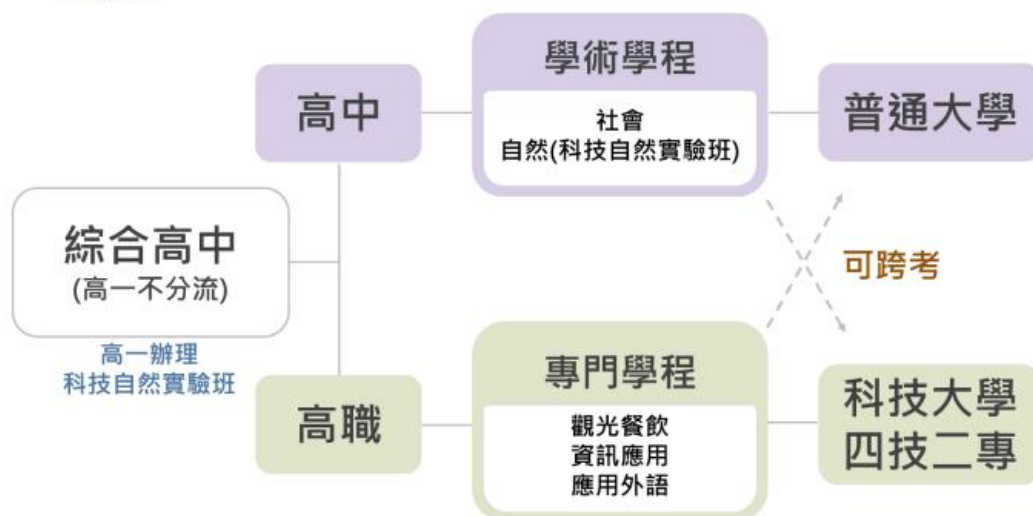 綜合高中
(高一不分流)
高一辦理
科技自然實驗班
高中
學術學程
社會
自然(科技自然實驗班)
普通大學
可跨考
高職
專門學程
觀光餐飲
資訊應用
應用外語
科技大學
四技二專